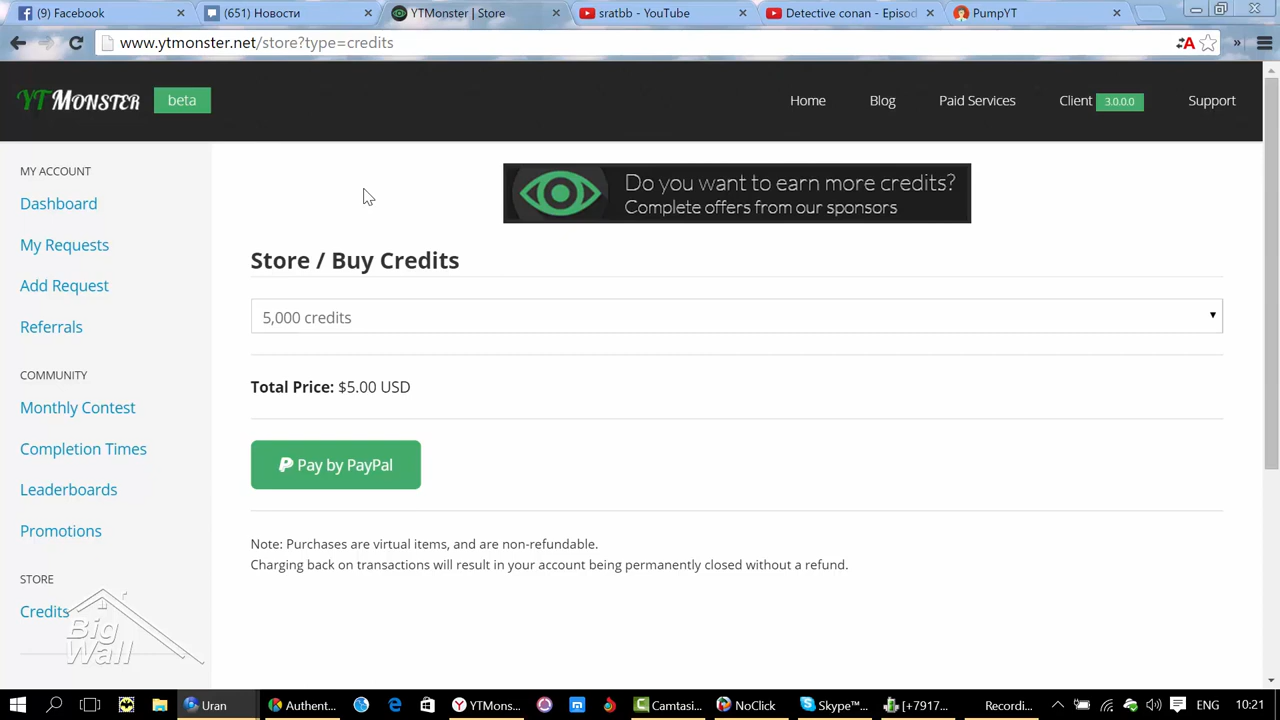 Facebook
(651) Новости
YTMonster | Store
sratbb - YouTube
Detective conan - Episod
PumpYT
www.ytmonster.net/store?type=credits
YTMONSTER beta
Home
Blog
Paid Services
Client 3.0.0.0
Support
MY ACCOUNT
Dashboard
My Requests
Add Request
Referrals
COMMUNITY
Monthly Contest
Completion Times
Leaderboards
Promotions
STORE
Credits
Big
Wall
Do you want to earn more credits?
Complete offers from our sponsors
Store / Buy Credits
5,000 credits
Total Price: $5.00 USD
Pay by PayPal
Note: Purchases are virtual items, and are non-refundable.
Charging back on transactions will result in your account being permanently closed without a refund.
Uran
Authent...
YTMons...
Camtasi...
NoClick
Skype™...
[+7917...
Recordi...
ENG
10:21